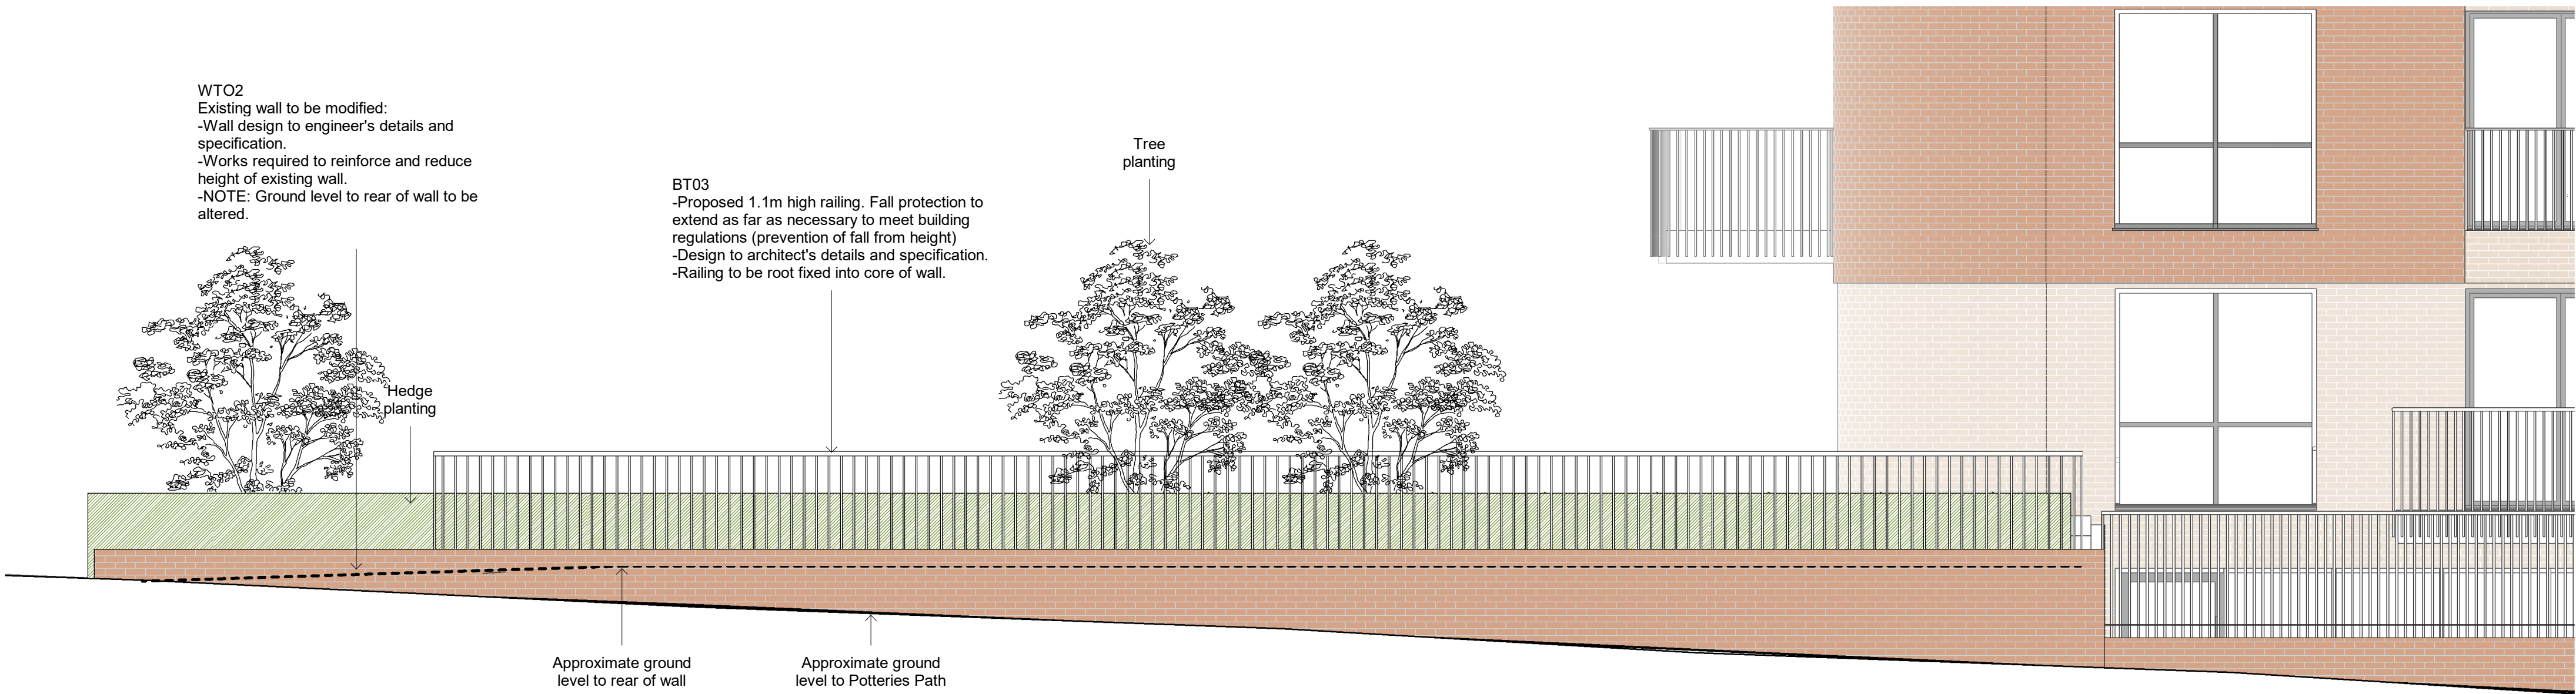 WTO2
Existing wall to be modified:
-Wall design to engineer's details and
specification.
-Works required to reinforce and reduce
height of existing wall.
-NOTE: Ground level to rear of wall to be
altered.
BT03
-Proposed 1.1m high railing. Fall protection to
extend as far as necessary to meet building
regulations (prevention of fall from height)
-Design to architect's details and specification.
-Railing to be root fixed into core of wall.
Tree
planting
Hedge
planting
Approximate ground
level to rear of wall
Approximate ground
level to Potteries Path